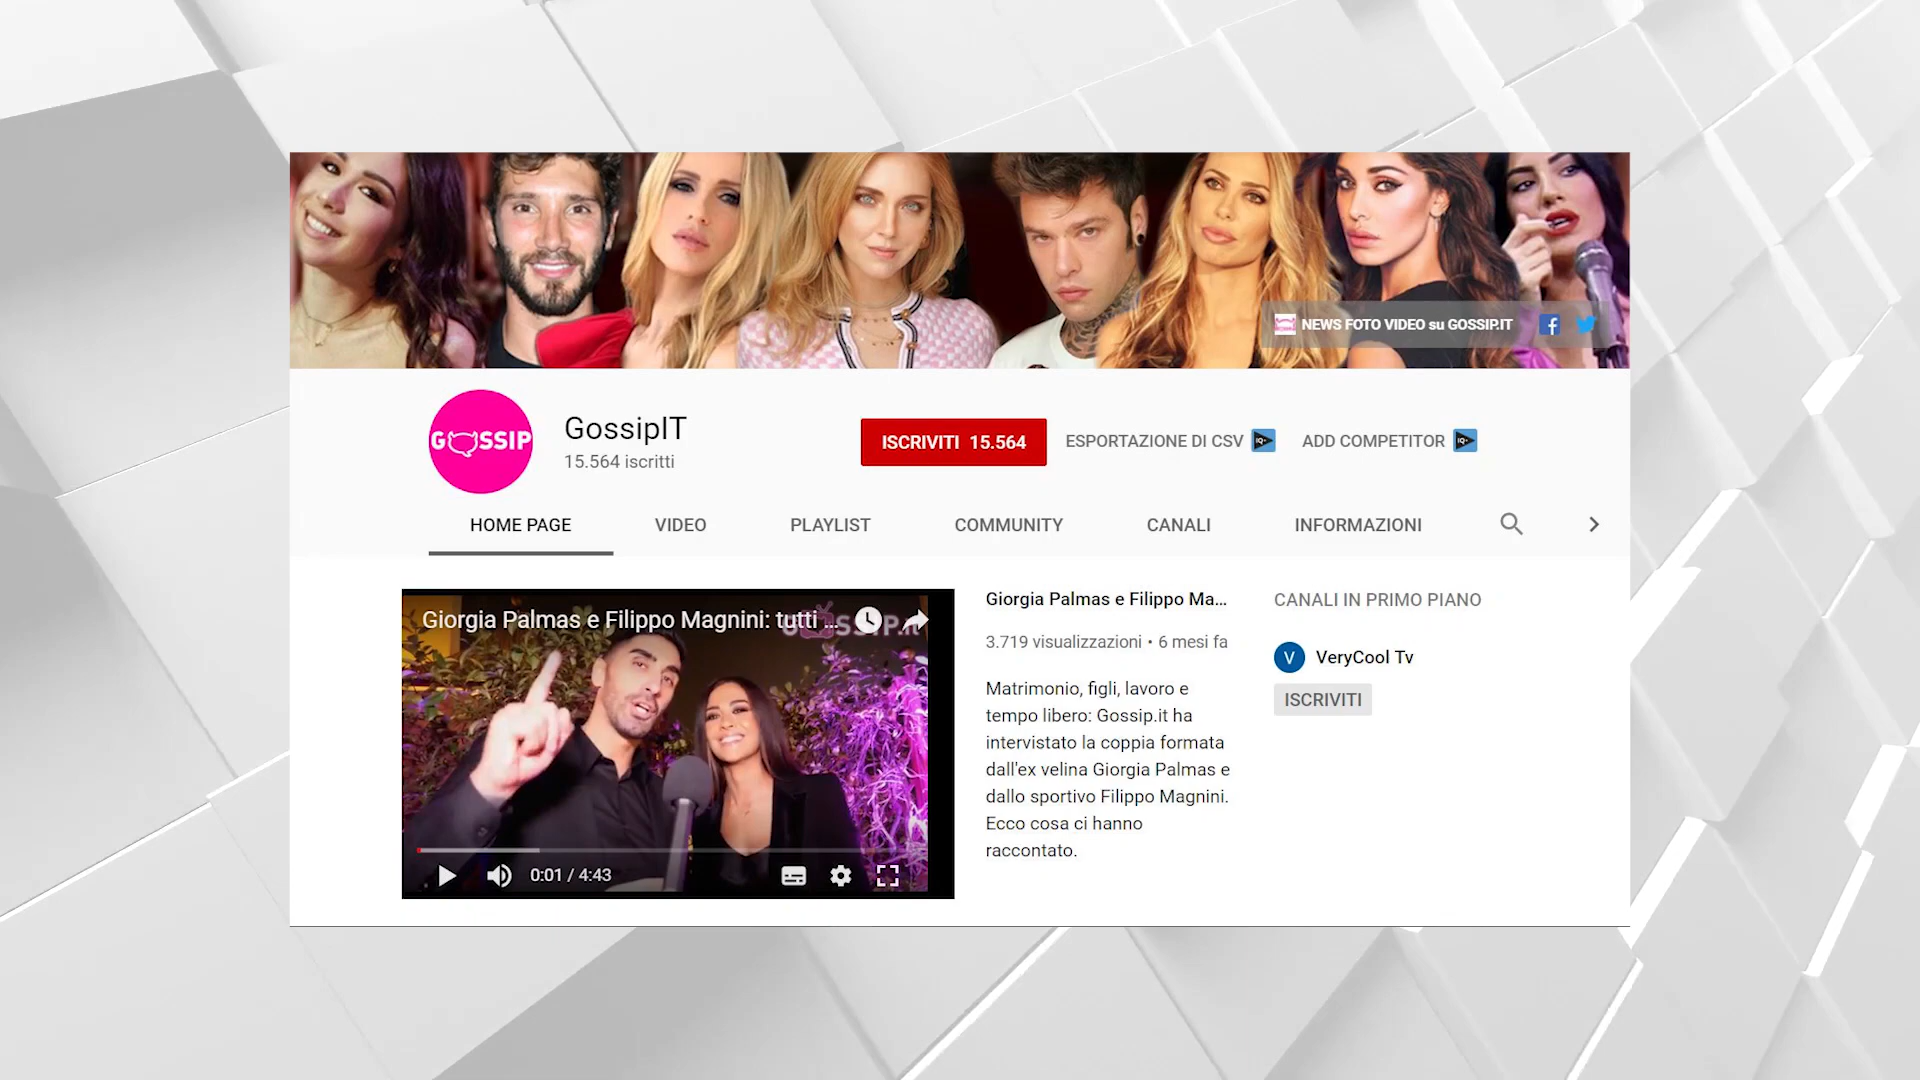 NEWS FOTO VIDEO su GOSSIP.IT
GOSSIP
GossipIT
15.564 iscritti
ISCRIVITI 15.564
ESPORTAZIONE DI CSV
IQ+
ADD COMPETITOR
IQ+
HOME PAGE
VIDEO
PLAYLIST
COMMUNITY
CANALI
INFORMAZIONI
Giorgia Palmas e Filippo Magnini: tutti ...
GOSSIP.it
0:01 / 4:43
Giorgia Palmas e Filippo Ma...
3.719 visualizzazioni • 6 mesi fa
Matrimonio, figli, lavoro e
tempo libero: Gossip.it ha
intervistato la coppia formata
dall'ex velina Giorgia Palmas e
dallo sportivo Filippo Magnini.
Ecco cosa ci hanno
raccontato.
CANALI IN PRIMO PIANO
V
VeryCool Tv
ISCRIVITI